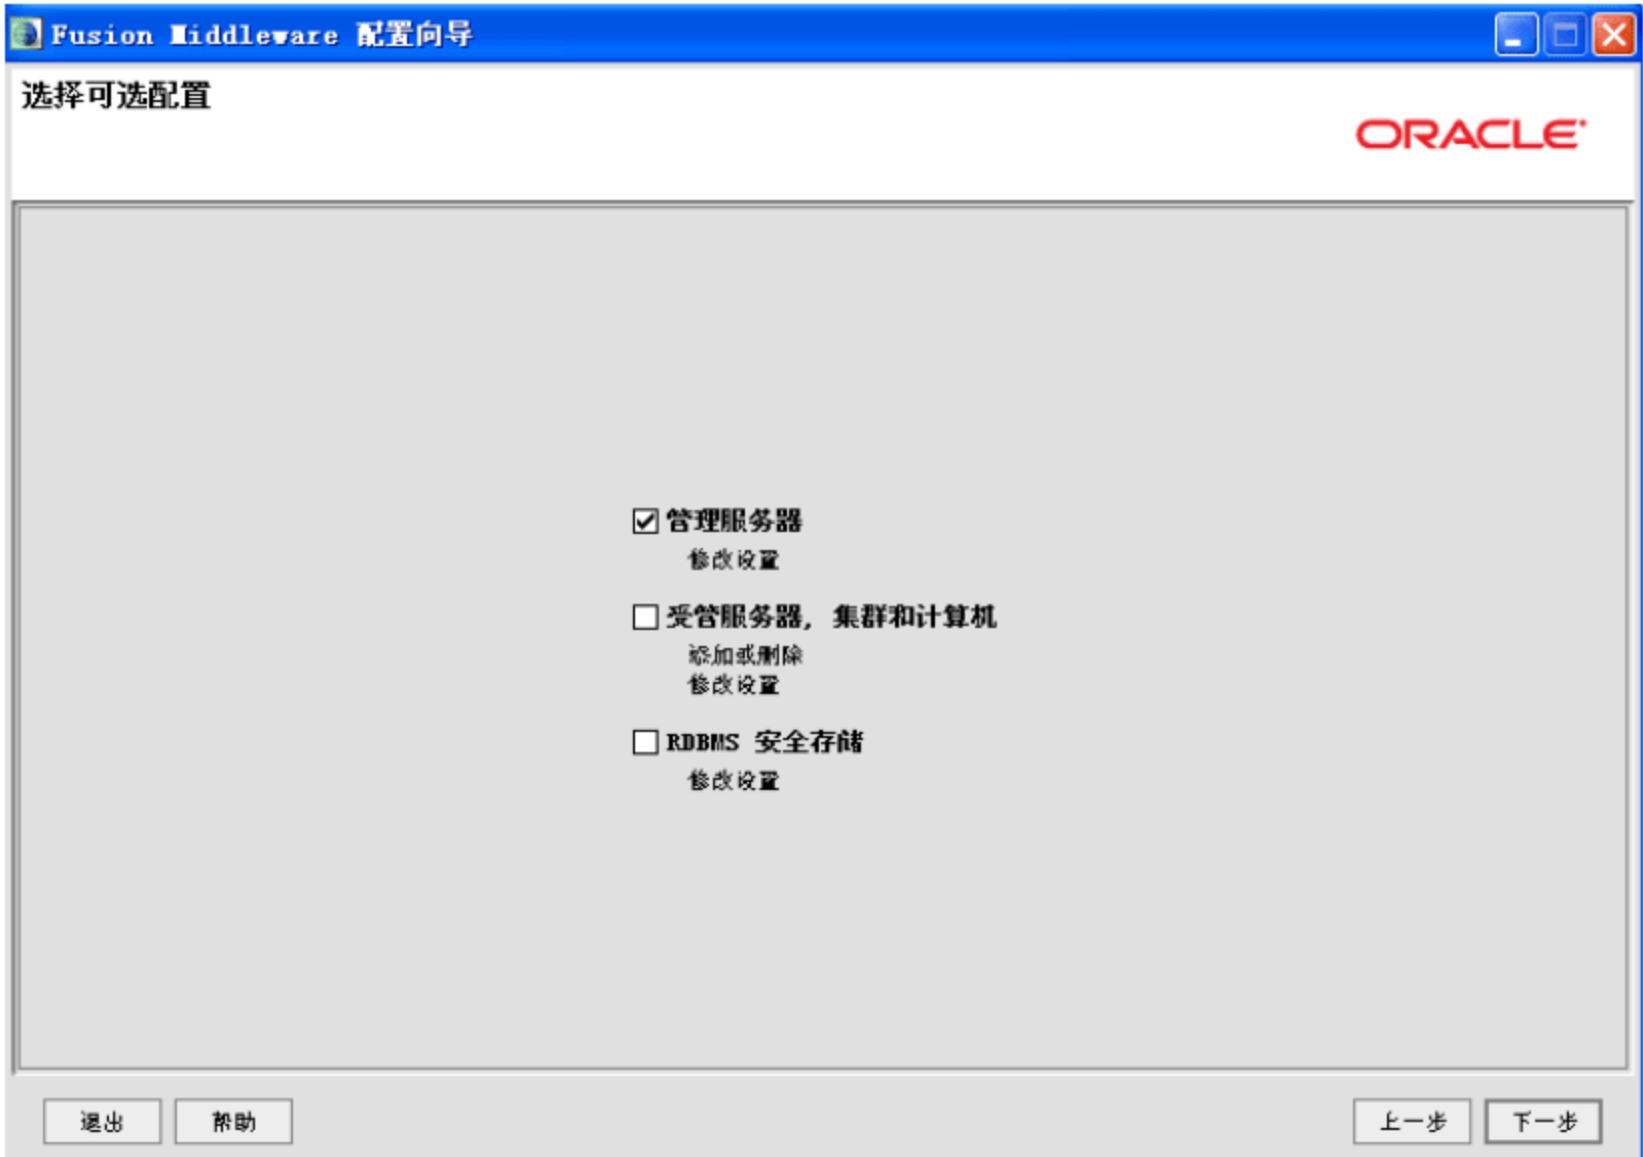 Fusion Middleware 配置向导
选择可选配置
ORACLE
管理服务器
修改设置
受管服务器, 集群和计算机
添加或删除
修改设置
RDBMS 安全存储
修改设置
退出 帮助 上一步 下一步